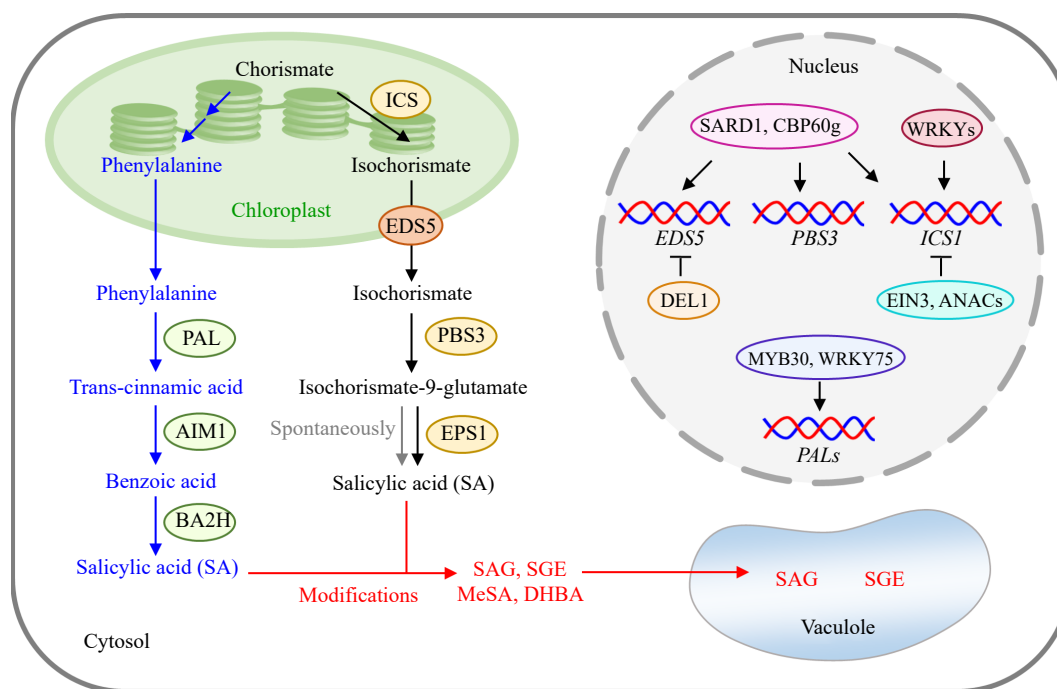 Chorismate
ICS
Phenylalanine
Isochorismate
Chloroplast
EDS5
Phenylalanine
Isochorismate
PAL
PBS3
Trans-cinnamic acid
Isochorismate-9-glutamate
AIM1
Spontaneously
EPS1
Benzoic acid
Salicylic acid (SA)
BA2H
Salicylic acid (SA)
Modifications
SAG, SGE
MeSA, DHBA
Cytosol
Nucleus
SARD1, CBP60g
WRKYs
EDS5
PBS3
ICS1
DEL1
EIN3, ANACs
MYB30, WRKY75
PALs
SAG
SGE
Vaculole